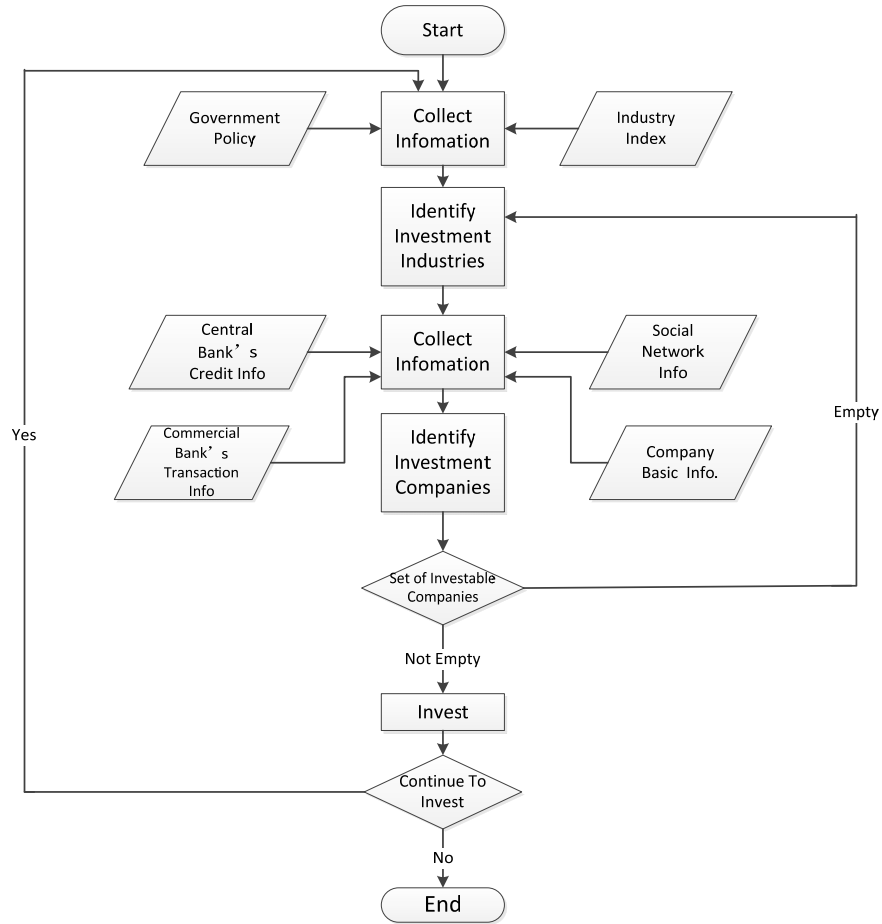 Start
Government
Policy
Collect
Infomation
Industry
Index
Identify
Investment
Industries
Central
Bank’s
Credit Info
Collect
Infomation
Social
Network
Info
Empty
Yes
Commercial
Bank’s
Transaction
Info
Identify
Investment
Companies
Company
Basic Info.
Set of Investable
Companies
Not Empty
Invest
Continue To
Invest
No
End